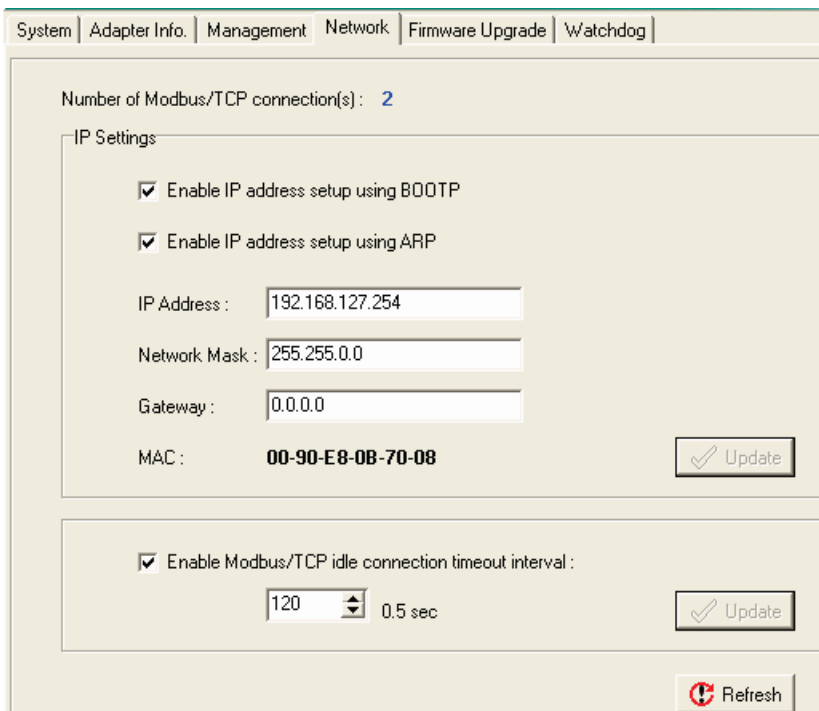 System Adapter Info. Management Network Firmware Upgrade Watchdog
Number of Modbus/TCP connection(s) : 2
IP Settings
Enable IP address setup using BOOTP
Enable IP address setup using ARP
IP Address : 192.168.127.254
Network Mask : 255.255.0.0
Gateway : 0.0.0.0
MAC : 00-90-E8-0B-70-08 Update
Enable Modbus/TCP idle connection timeout interval :
120 0.5 sec Update
Refresh